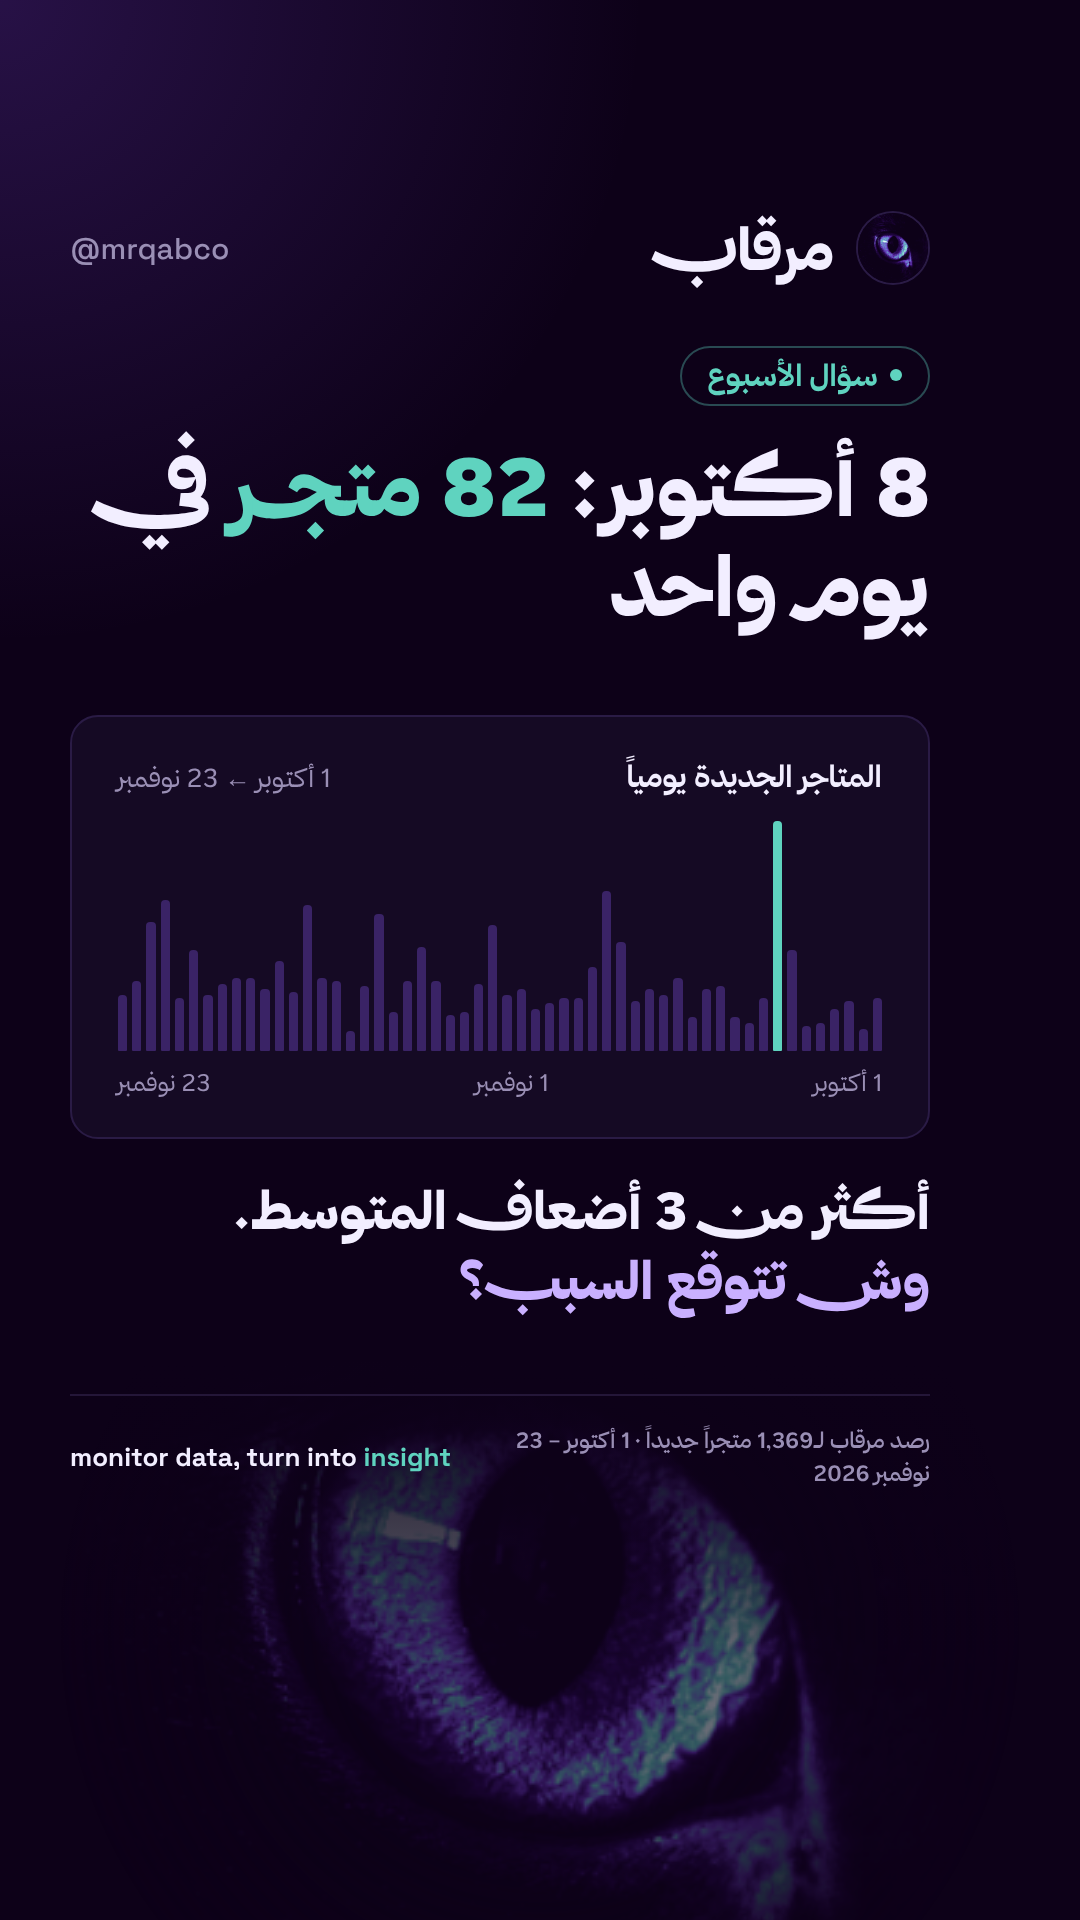 مرقاب
@mrqabco
سؤال الأسبوع
8 أكتوبر: 82 متجر في
يوم واحد
المتاجر الجديدة يومياً
1 أكتوبر ← 23 نوفمبر
1 أكتوبر
1 نوفمبر
23 نوفمبر
أكثر من 3 أضعاف المتوسط.
وش تتوقع السبب؟
رصد مرقاب لـ1,369 متجراً جديداً · 1 أكتوبر – 23
نوفمبر 2026
monitor data, turn into insight